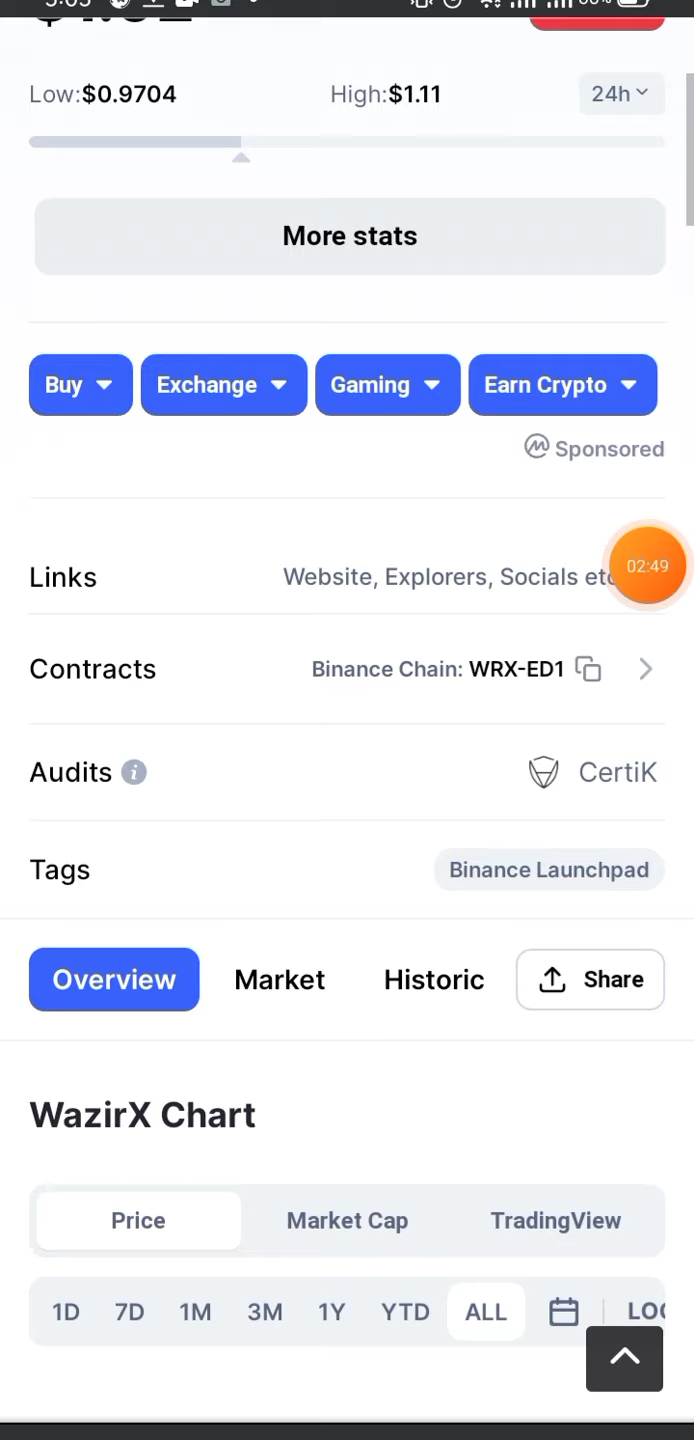 Low:$0.9704 High:$1.11 24h
More stats
Buy Exchange Gaming Earn Crypto
Sponsored
Links Website, Explorers, Socials etc
02:49
Contracts Binance Chain: WRX-ED1
Audits i CertiK
Tags Binance Launchpad
Overview Market Historic Share
WazirX Chart
Price Market Cap TradingView
1D 7D 1M 3M 1Y YTD ALL